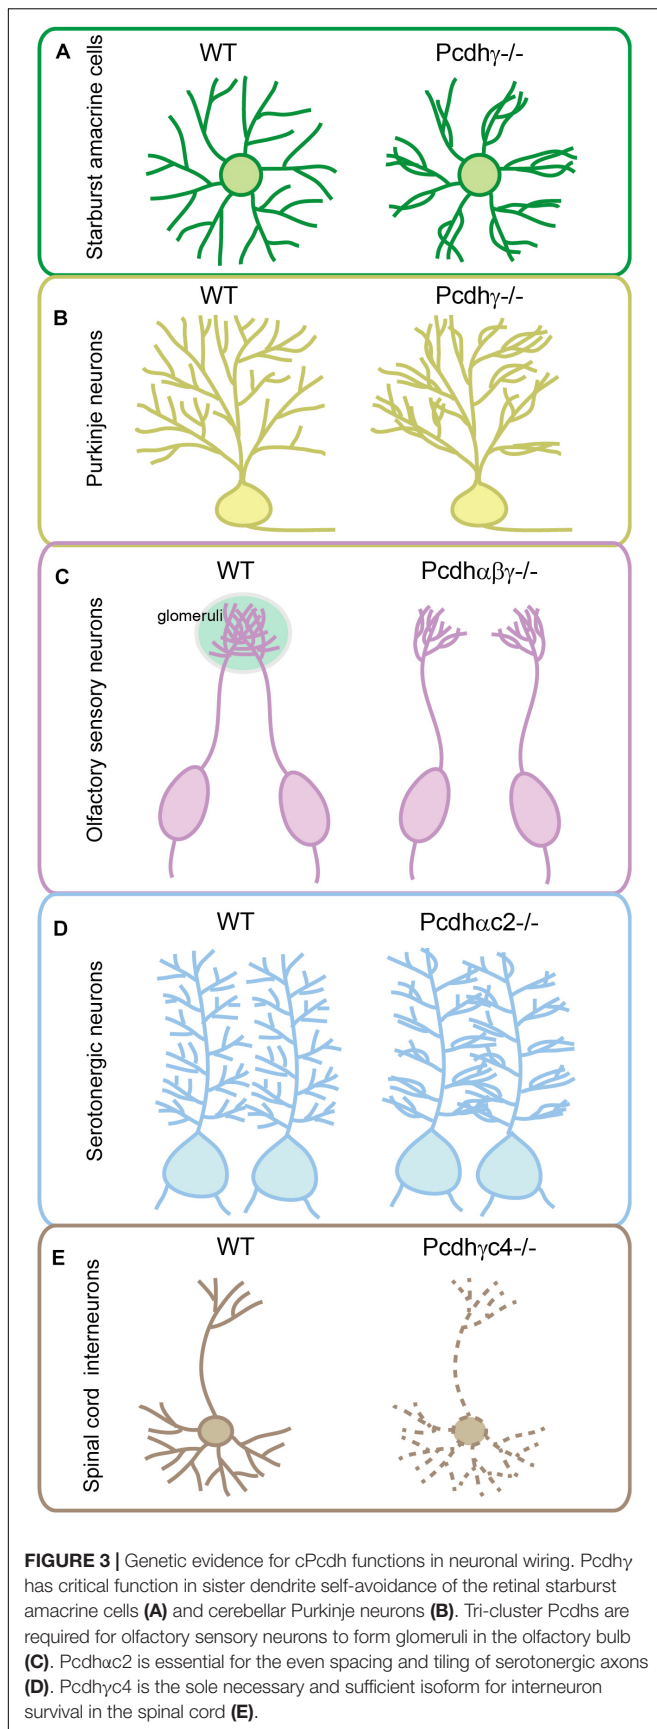 A
Starburst amacrine cells
WT
Pcdhγ-/-
B
Purkinje neurons
WT
Pcdhγ-/-
C
Olfactory sensory neurons
WT
Pcdhαβγ-/-
glomeruli
D
Serotonergic neurons
WT
Pcdhαc2-/-
E
Spinal cord interneurons
WT
Pcdhγc4-/-
FIGURE 3 | Genetic evidence for cPcdh functions in neuronal wiring. Pcdhγ
has critical function in sister dendrite self-avoidance of the retinal starburst
amacrine cells (A) and cerebellar Purkinje neurons (B). Tri-cluster Pcdhs are
required for olfactory sensory neurons to form glomeruli in the olfactory bulb
(C). Pcdhαc2 is essential for the even spacing and tiling of serotonergic axons
(D). Pcdhγc4 is the sole necessary and sufficient isoform for interneuron
survival in the spinal cord (E).